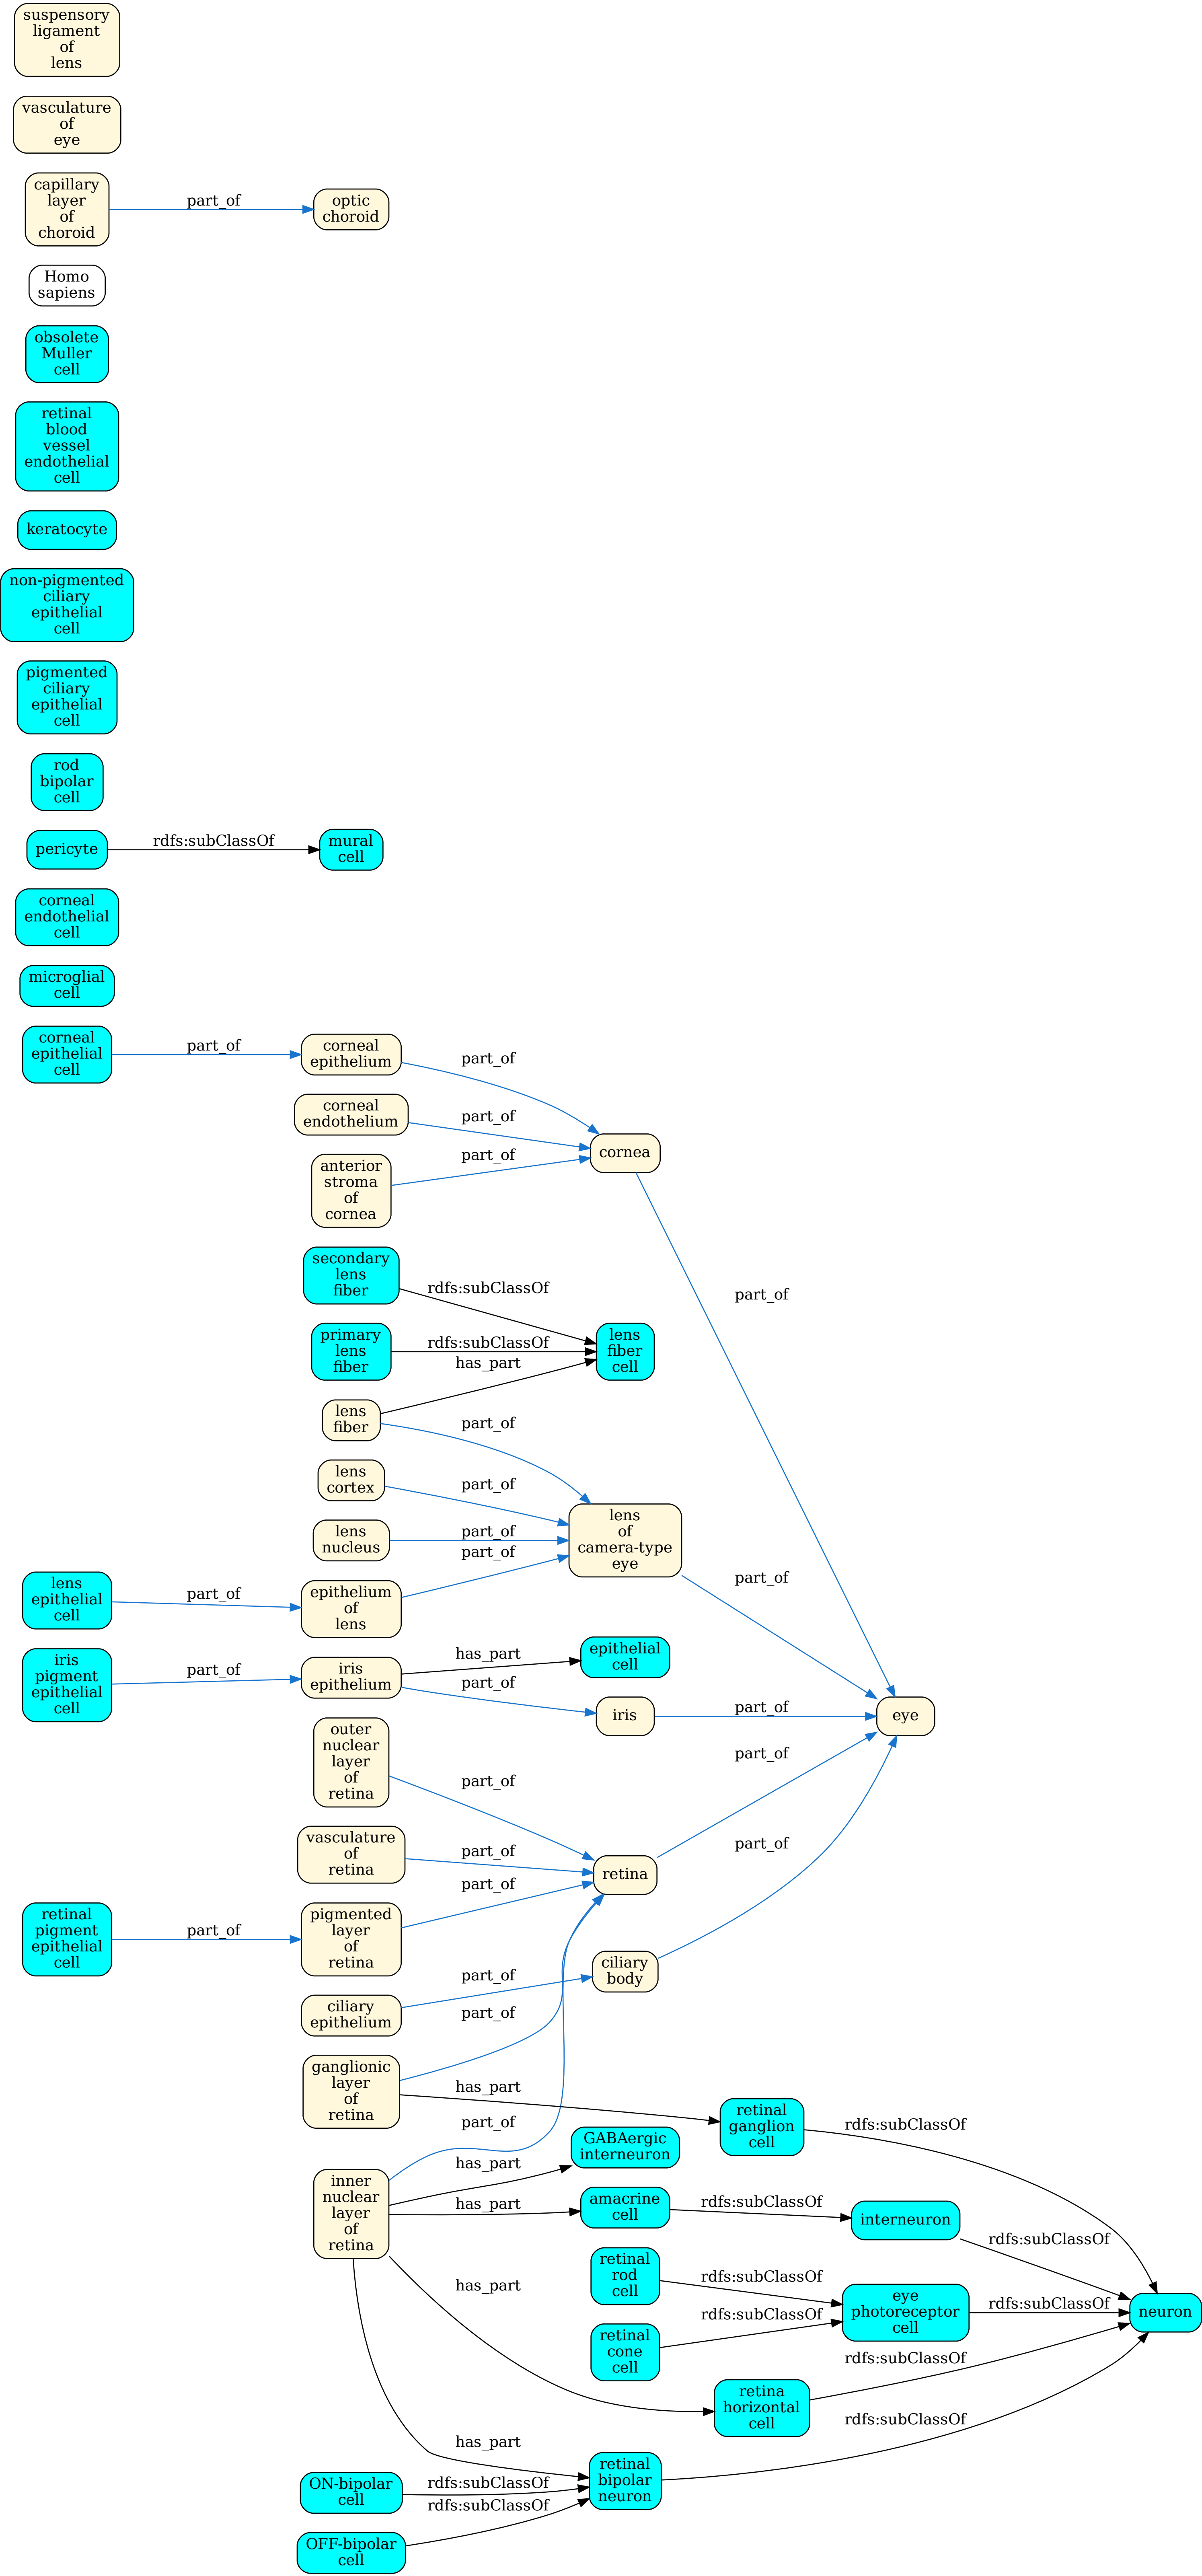 suspensory
ligament
of
lens
vasculature
of
eye
capillary
layer
of
choroid
part_of
optic
choroid
Homo
sapiens
obsolete
Muller
cell
retinal
blood
vessel
endothelial
cell
keratocyte
non-pigmented
ciliary
epithelial
cell
pigmented
ciliary
epithelial
cell
rod
bipolar
cell
pericyte
rdfs:subClassOf
mural
cell
corneal
endothelial
cell
microglial
cell
corneal
epithelial
cell
part_of
corneal
epithelium
part_of
corneal
endothelium
part_of
anterior
stroma
of
cornea
part_of
cornea
part_of
secondary
lens
fiber
rdfs:subClassOf
primary
lens
fiber
rdfs:subClassOf
has_part
lens
fiber
cell
lens
fiber
part_of
lens
cortex
part_of
lens
nucleus
part_of
part_of
lens
of
camera-type
eye
part_of
lens
epithelial
cell
part_of
epithelium
of
lens
iris
pigment
epithelial
cell
part_of
iris
epithelium
has_part
epithelial
cell
part_of
iris
part_of
eye
outer
nuclear
layer
of
retina
part_of
part_of
vasculature
of
retina
part_of
retina
part_of
retinal
pigment
epithelial
cell
part_of
pigmented
layer
of
retina
part_of
ciliary
epithelium
part_of
ciliary
body
part_of
ganglionic
layer
of
retina
has_part
retinal
ganglion
cell
rdfs:subClassOf
part_of
inner
nuclear
layer
of
retina
has_part
GABAergic
interneuron
has_part
amacrine
cell
rdfs:subClassOf
interneuron
rdfs:subClassOf
has_part
retinal
rod
cell
rdfs:subClassOf
retinal
cone
cell
rdfs:subClassOf
eye
photoreceptor
cell
rdfs:subClassOf
neuron
retina
horizontal
cell
rdfs:subClassOf
has_part
retinal
bipolar
neuron
rdfs:subClassOf
ON-bipolar
cell
rdfs:subClassOf
OFF-bipolar
cell
rdfs:subClassOf